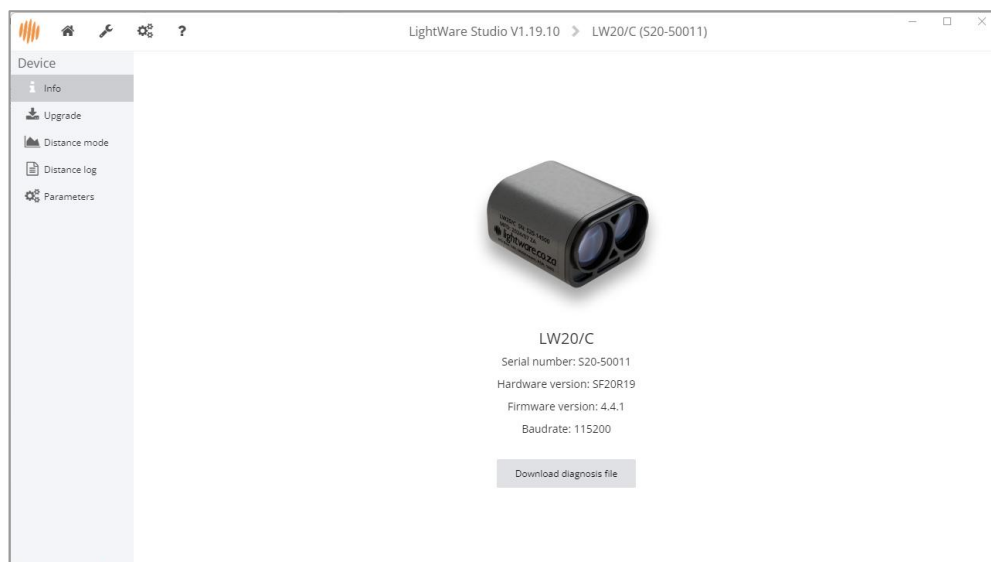 ?
LightWare Studio V1.19.10 > LW20/C (S20-50011)
Device
Info
Upgrade
Distance mode
Distance log
Parameters
lightware.co.za
LW20/C
Serial number: S20-50011
Hardware version: SF20R19
Firmware version: 4.4.1
Baudrate: 115200
Download diagnosis file